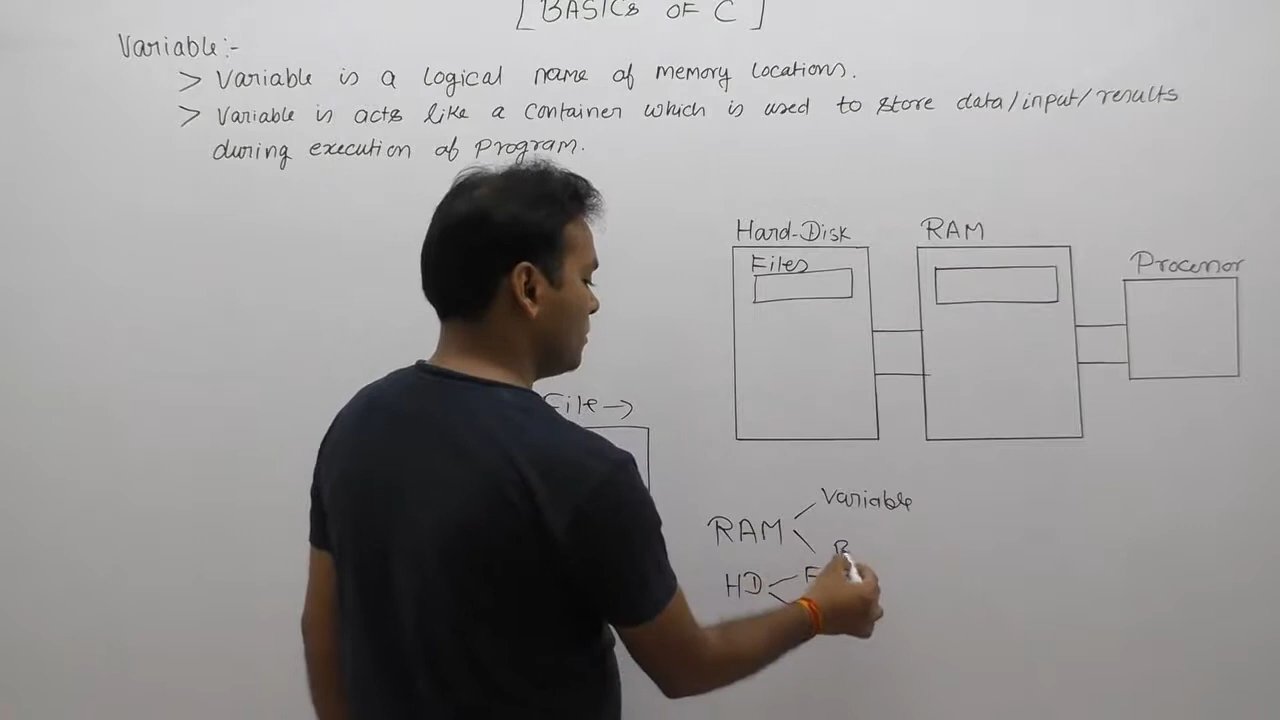 [ BASICS OF C ]
Variable:-
> Variable is a logical name of memory locations.
> Variable is acts like a container which is used to store data/input/results
during execution of program.
Hard-Disk
RAM
Processor
Files
File →
Variable
RAM
HD